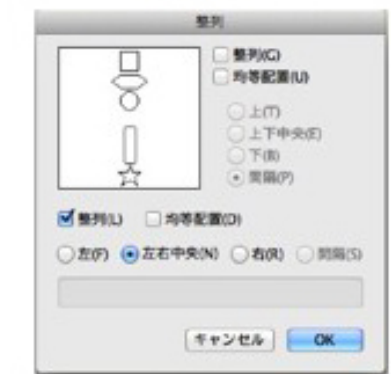 整列
整列(G)
均等配置(U)
上(T)
上下中央(E)
下(B)
間隔(P)
整列(L) 均等配置(D)
左(F) 左右中央(N) 右(R) 間隔(S)
キャンセル OK